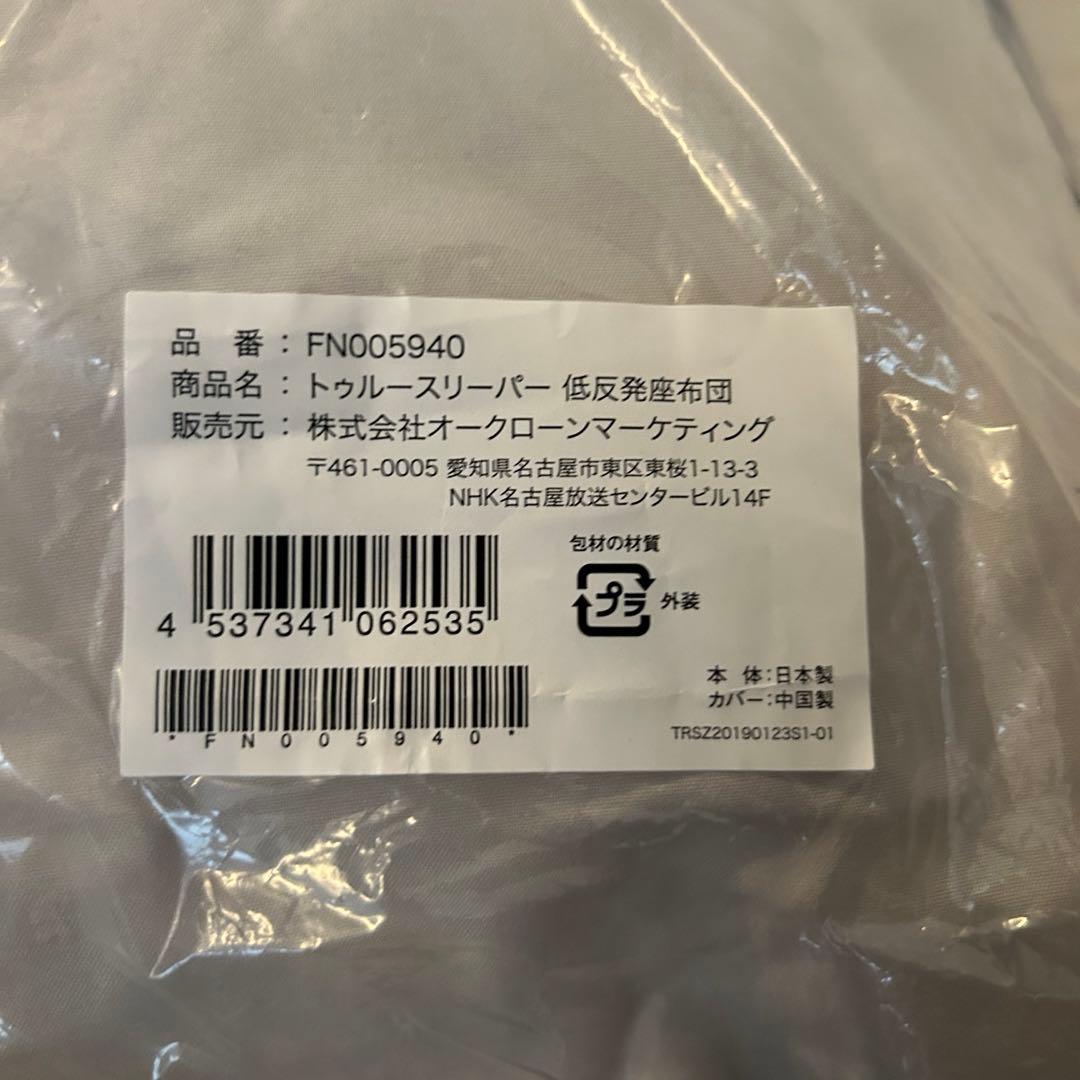 品 番 : FN005940
商品名 : トゥルースリーパー 低反発座布団
販売元 : 株式会社オークローンマーケティング
〒461-0005 愛知県名古屋市東区東桜1-13-3
NHK名古屋放送センタービル14F
包材の材質
プラ 外装
4 537341 062535
*FN005940*
本 体:日本製
カバー:中国製
TRSZ20190123S1-01